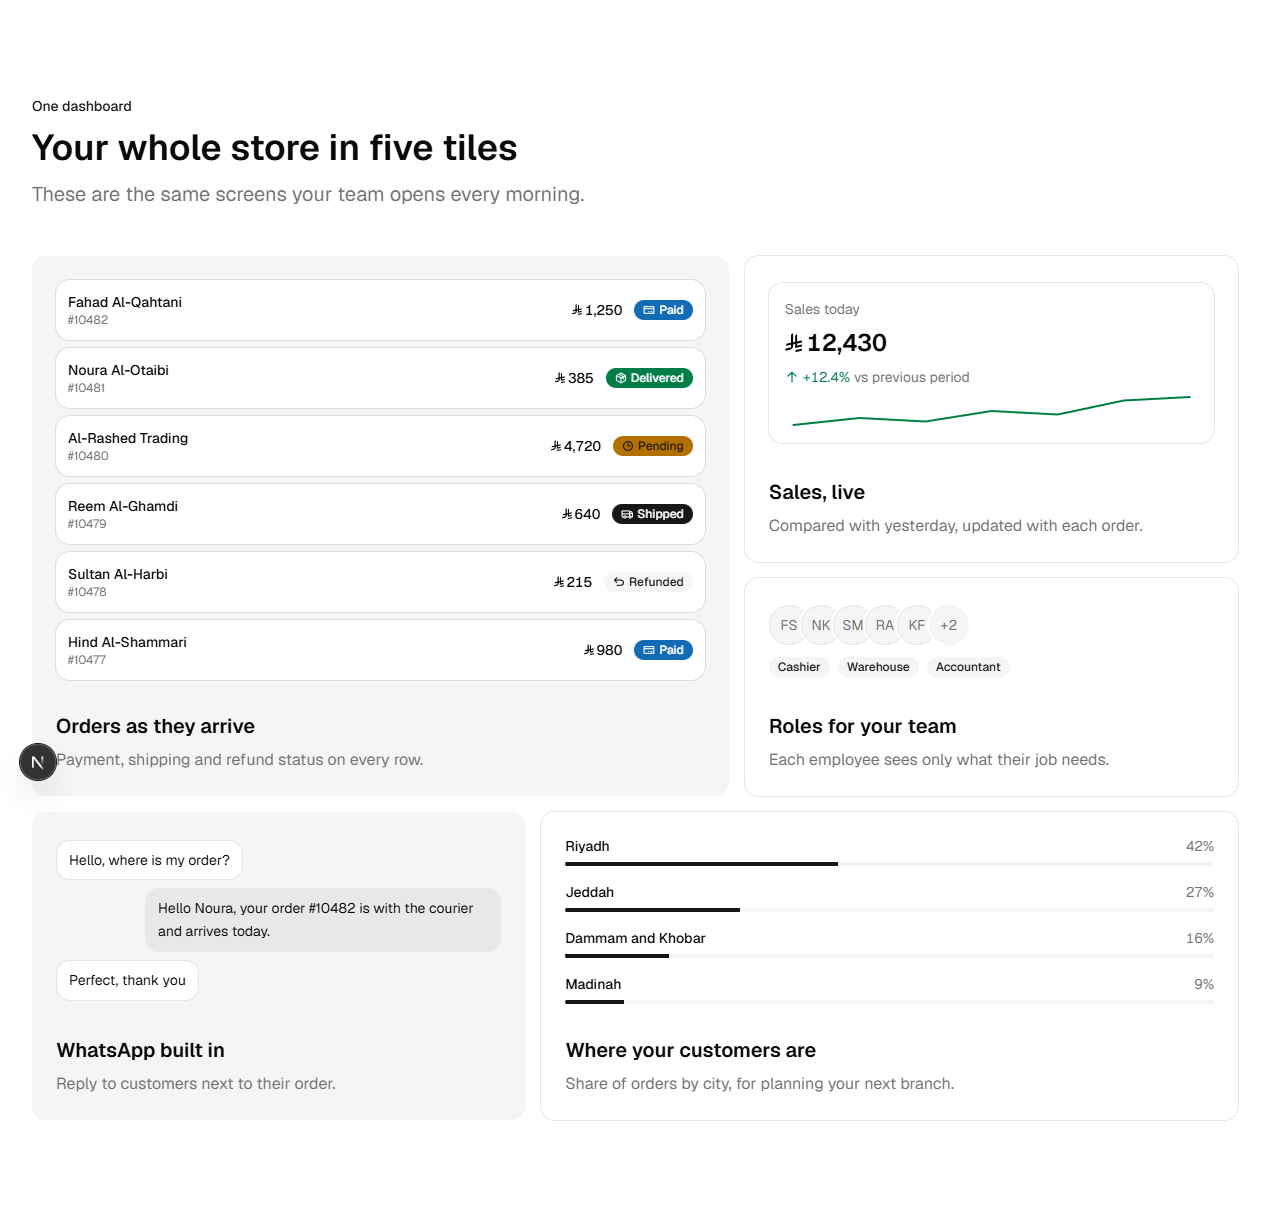 One dashboard
Your whole store in five tiles
These are the same screens your team opens every morning.
Fahad Al-Qahtani
#10482
⃁ 1,250 Paid
Noura Al-Otaibi
#10481
⃁ 385 Delivered
Al-Rashed Trading
#10480
⃁ 4,720 Pending
Reem Al-Ghamdi
#10479
⃁ 640 Shipped
Sultan Al-Harbi
#10478
⃁ 215 Refunded
Hind Al-Shammari
#10477
⃁ 980 Paid
Orders as they arrive
Payment, shipping and refund status on every row.
Sales today
⃁ 12,430
↑ +12.4% vs previous period
Sales, live
Compared with yesterday, updated with each order.
FS NK SM RA KF +2
Cashier Warehouse Accountant
Roles for your team
Each employee sees only what their job needs.
N
Hello, where is my order?
Hello Noura, your order #10482 is with the courier
and arrives today.
Perfect, thank you
WhatsApp built in
Reply to customers next to their order.
Riyadh 42%
Jeddah 27%
Dammam and Khobar 16%
Madinah 9%
Where your customers are
Share of orders by city, for planning your next branch.